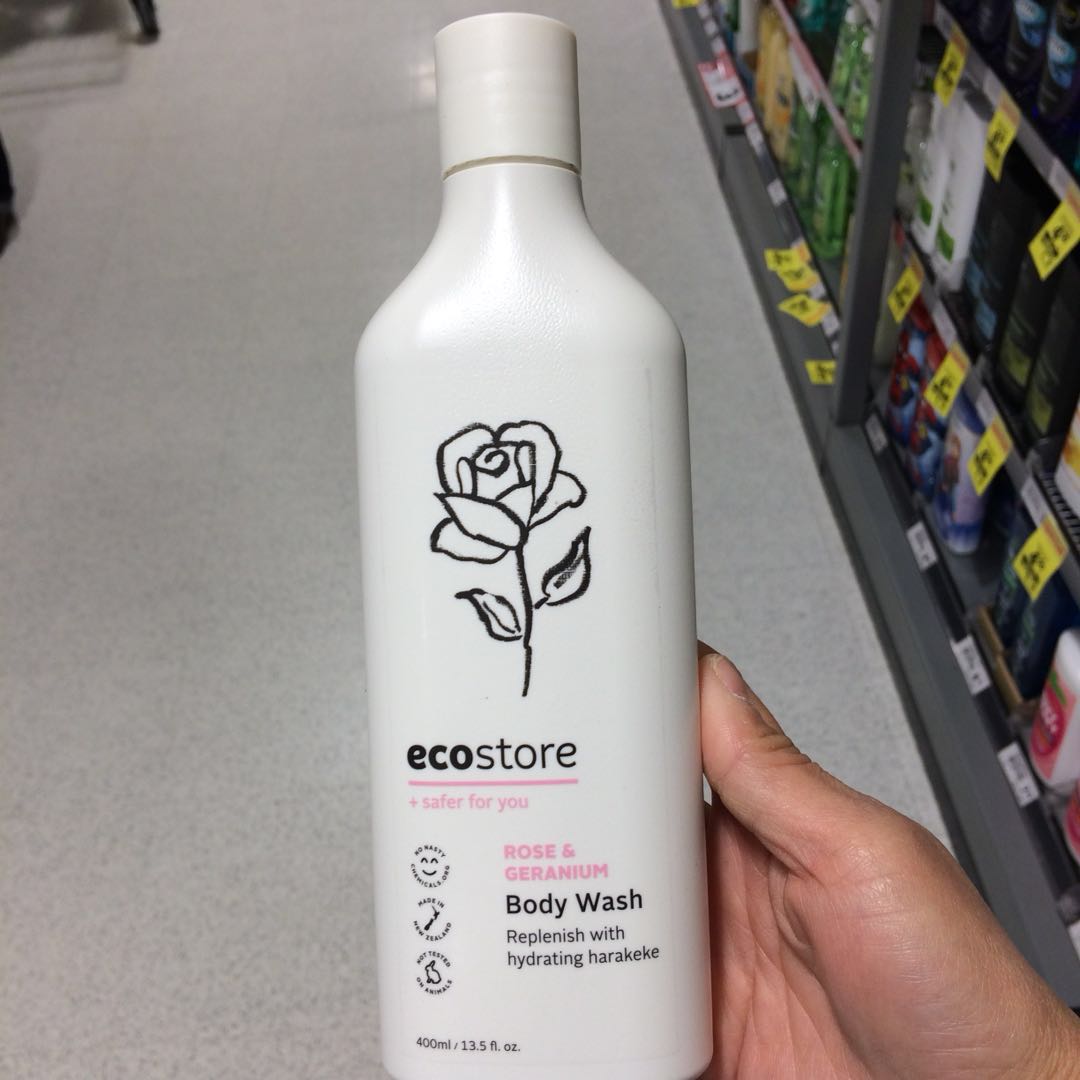 ecostore
+ safer for you
NO NASTY
CHEMICALS.ORG
MADE IN
NEW ZEALAND
NOT TESTED
ON ANIMALS
ROSE &
GERANIUM
Body Wash
Replenish with
hydrating harakeke
400ml / 13.5 fl. oz.